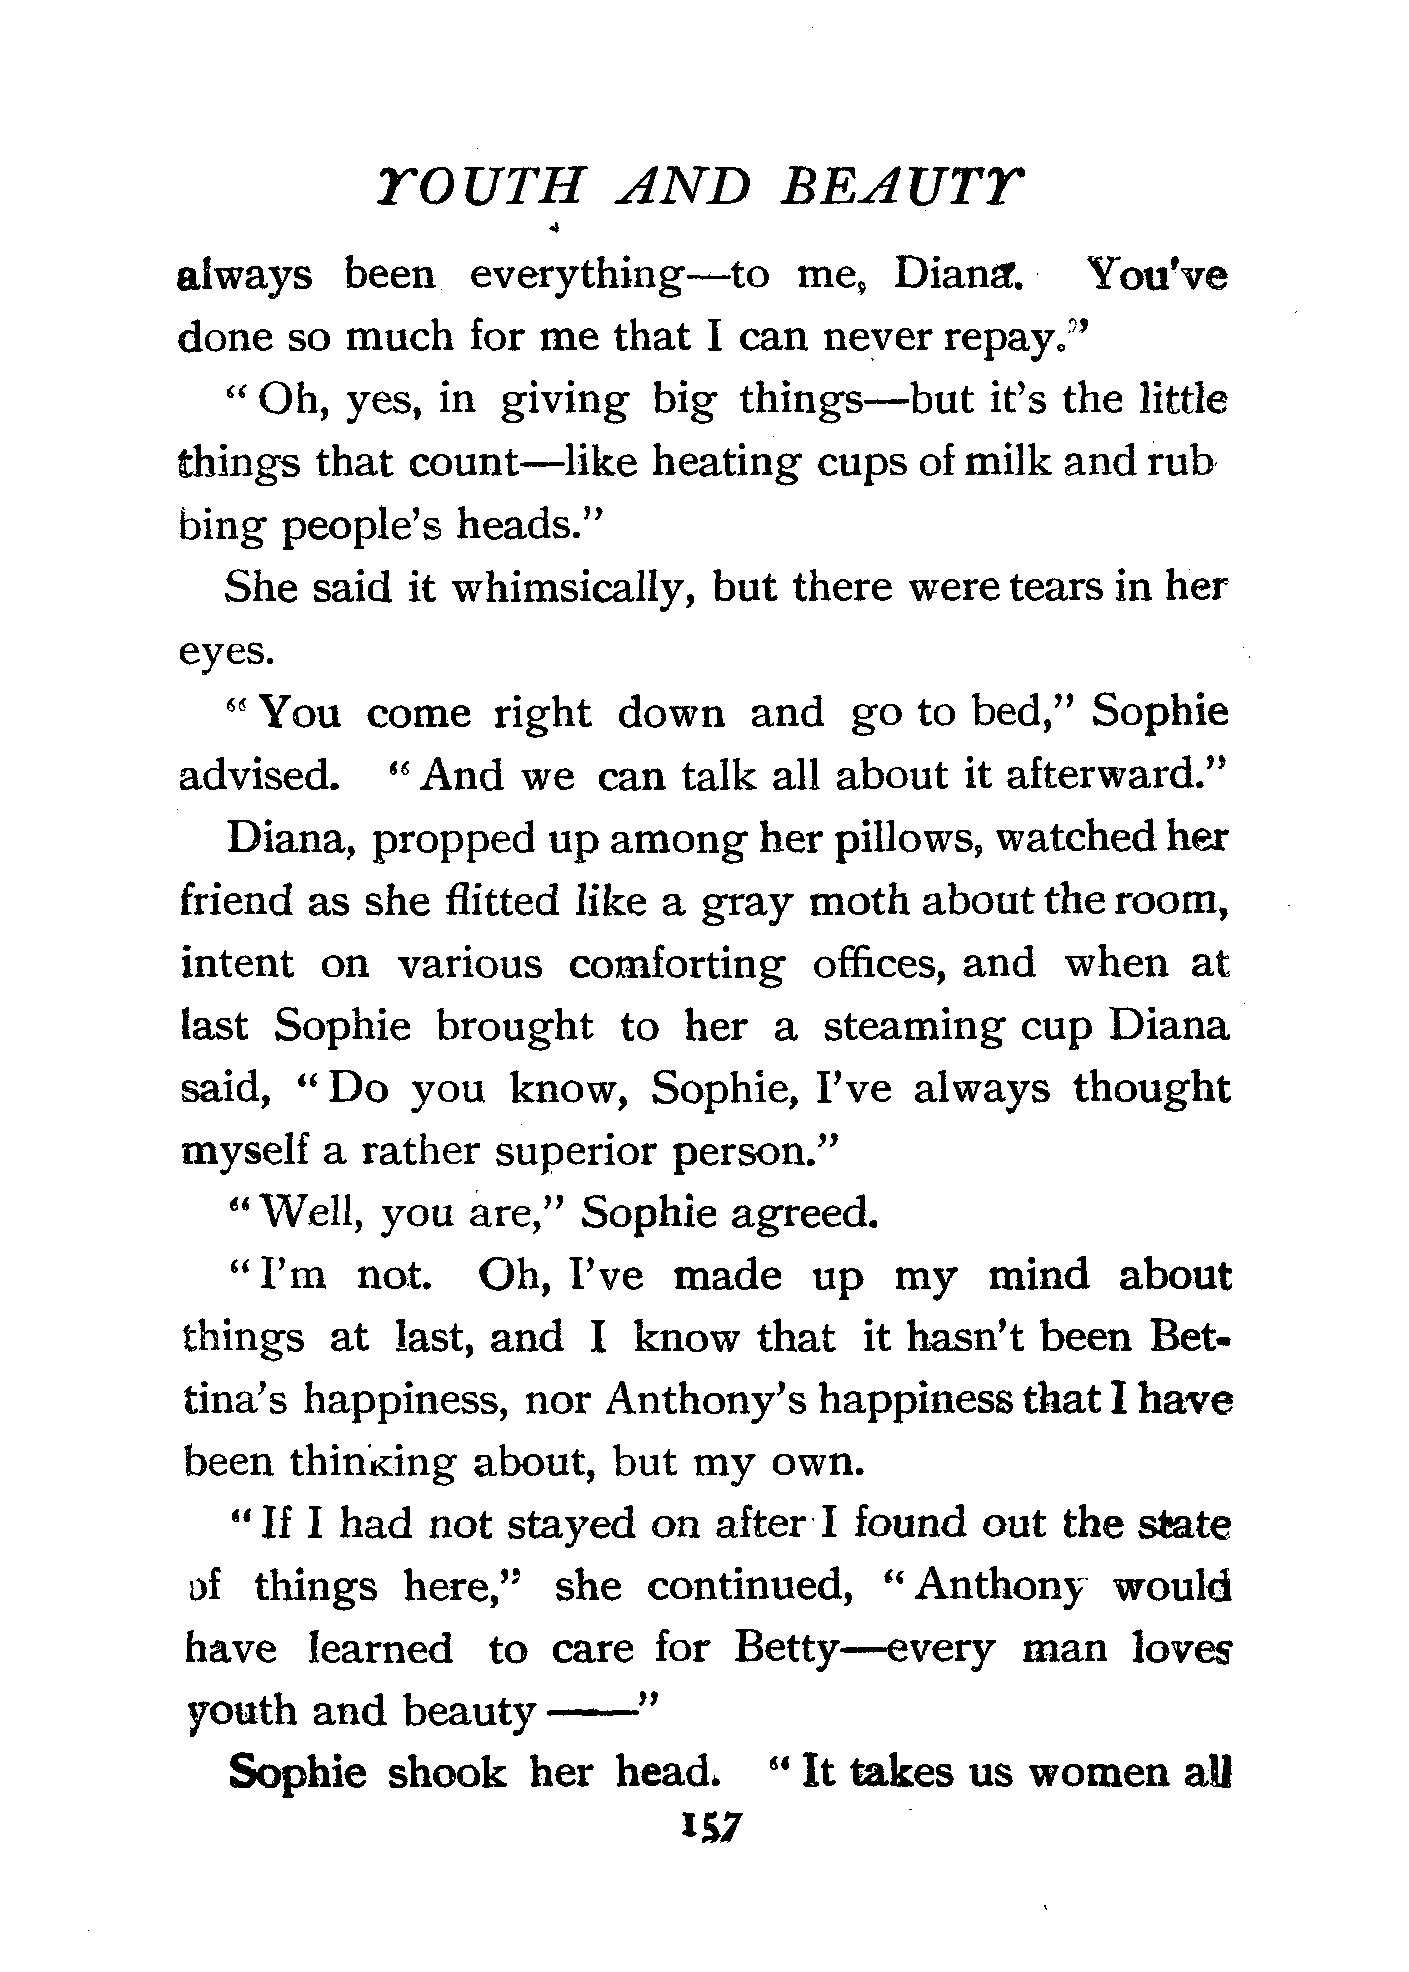 YOUTH AND BEAUTY
always been everything—to me, Diana. You've
done so much for me that I can never repay."
"Oh, yes, in giving big things—but it's the little
things that count—like heating cups of milk and rub
bing people's heads."
She said it whimsically, but there were tears in her
eyes.
"You come right down and go to bed," Sophie
advised. "And we can talk all about it afterward."
Diana, propped up among her pillows, watched her
friend as she flitted like a gray moth about the room,
intent on various comforting offices, and when at
last Sophie brought to her a steaming cup Diana
said, "Do you know, Sophie, I've always thought
myself a rather superior person."
"Well, you are," Sophie agreed.
"I'm not. Oh, I've made up my mind about
things at last, and I know that it hasn't been Bet-
tina's happiness, nor Anthony's happiness that I have
been thinking about, but my own.
"If I had not stayed on after I found out the state
of things here," she continued, "Anthony would
have learned to care for Betty—every man loves
youth and beauty ——"
Sophie shook her head. "It takes us women all
157